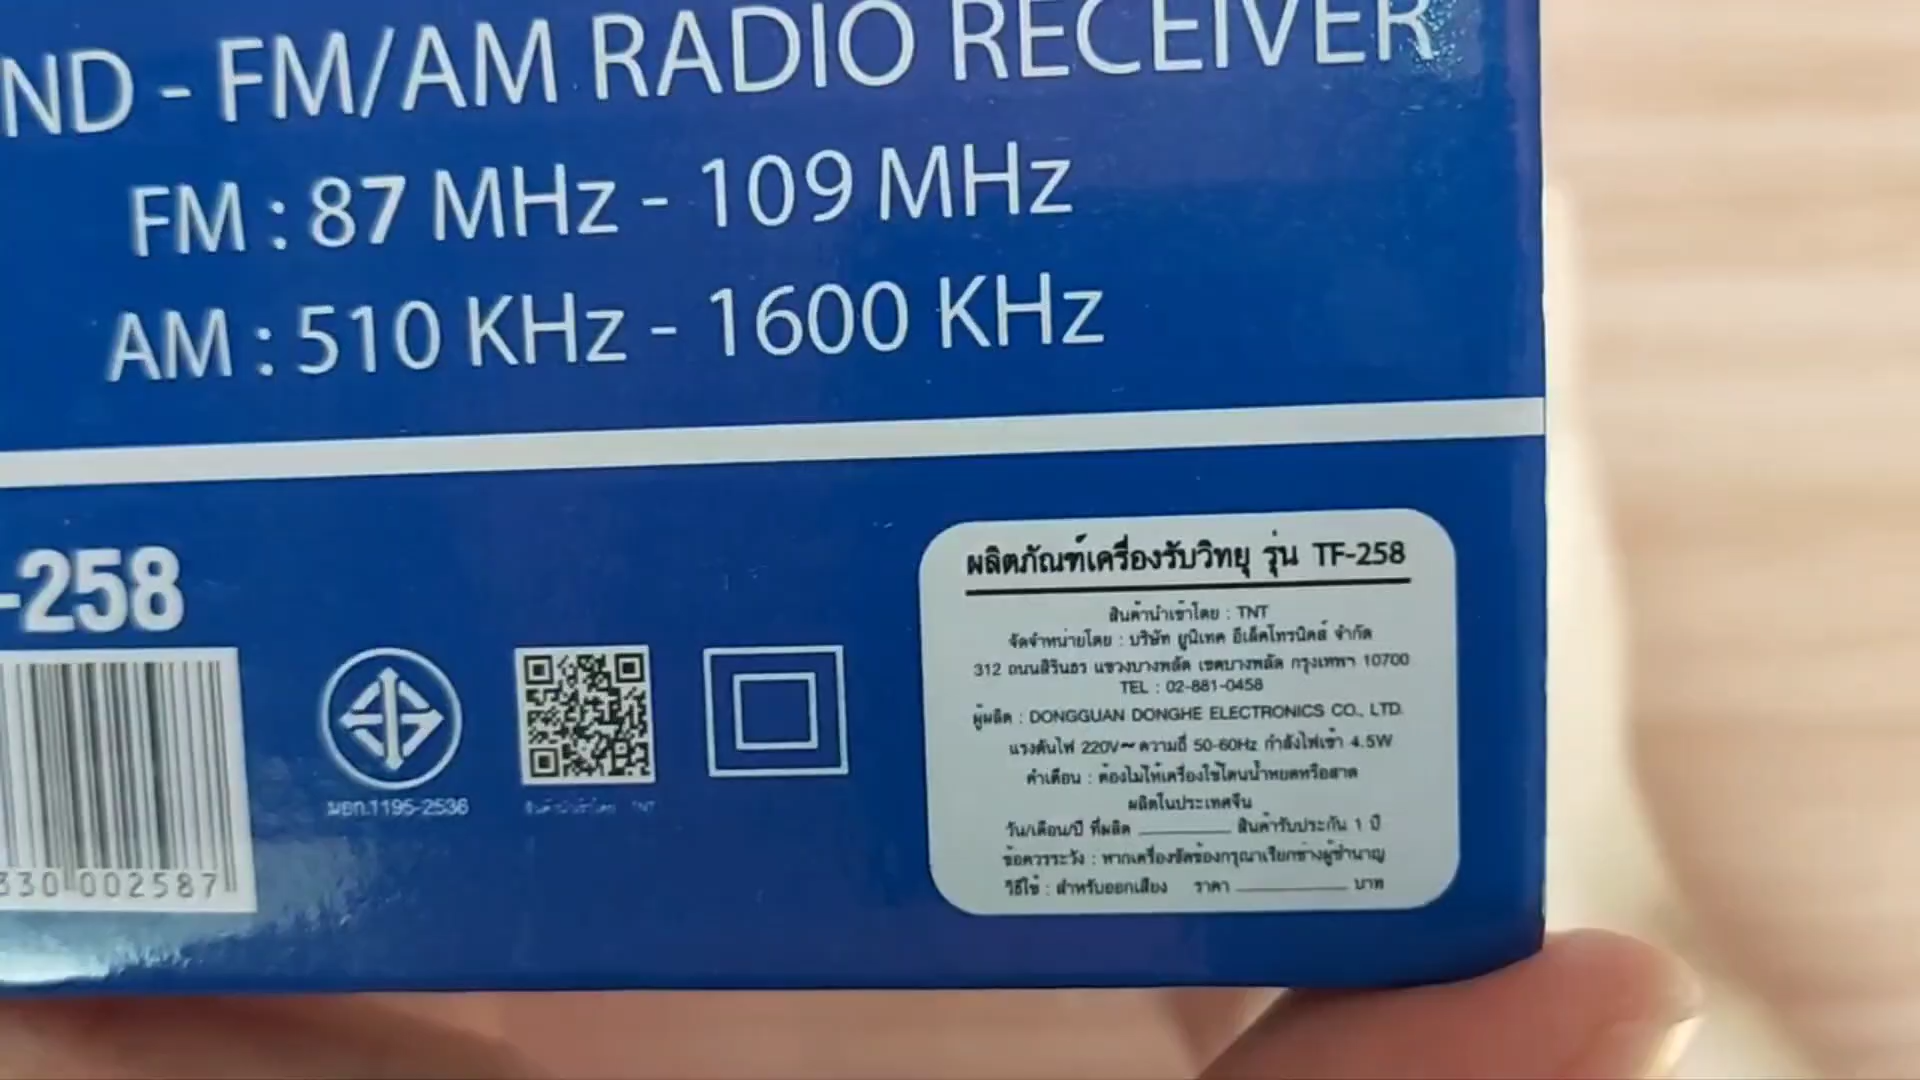 ND - FM/AM RADIO RECEIVER
FM : 87 MHz - 109 MHz
AM : 510 KHz - 1600 KHz
-258
330 002587
มอก.1195-2536
สินค้านำเข้าโดย : TNT
ผลิตภัณฑ์เครื่องรับวิทยุ รุ่น TF-258
สินค้านำเข้าโดย : TNT
จัดจำหน่ายโดย : บริษัท ยูนิเทค อีเล็คโทรนิคส์ จำกัด
312 ถนนสิรินธร แขวงบางพลัด เขตบางพลัด กรุงเทพฯ 10700
TEL : 02-881-0458
ผู้ผลิต : DONGGUAN DONGHE ELECTRONICS CO., LTD.
แรงดันไฟ 220V~ ความถี่ 50-60Hz กำลังไฟเข้า 4.5W
คำเตือน : ต้องไม่ให้เครื่องใช้โดนน้ำหยดหรือสาด
ผลิตในประเทศจีน
วัน/เดือน/ปี ที่ผลิต ________ สินค้ารับประกัน 1 ปี
ข้อควรระวัง : หากเครื่องขัดข้องกรุณาเรียกช่างผู้ชำนาญ
วิธีใช้ : สำหรับออกเสียง ราคา ________ บาท